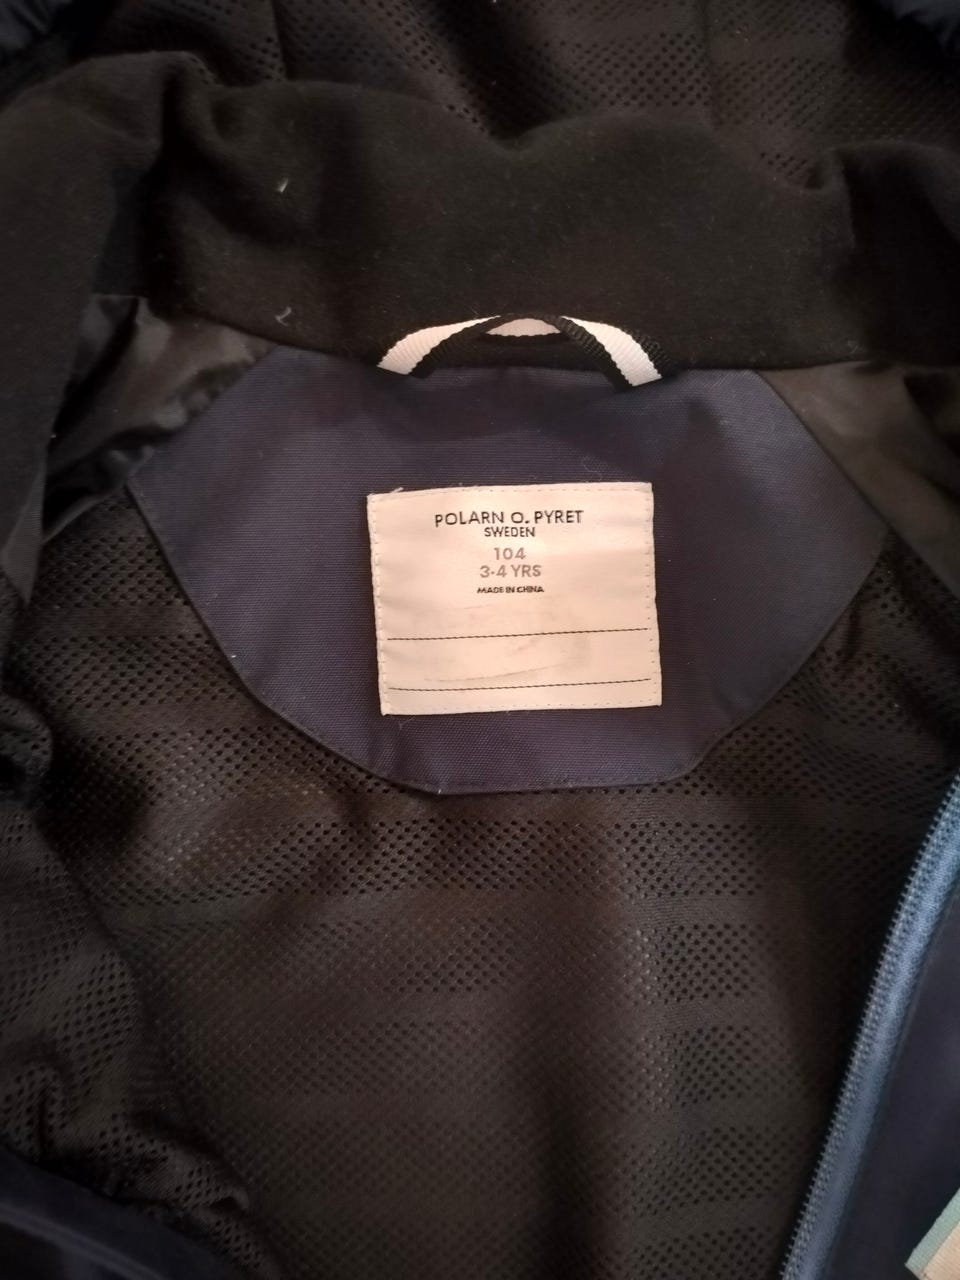 POLARN O. PYRET
SWEDEN
104
3-4 YRS
MADE IN CHINA